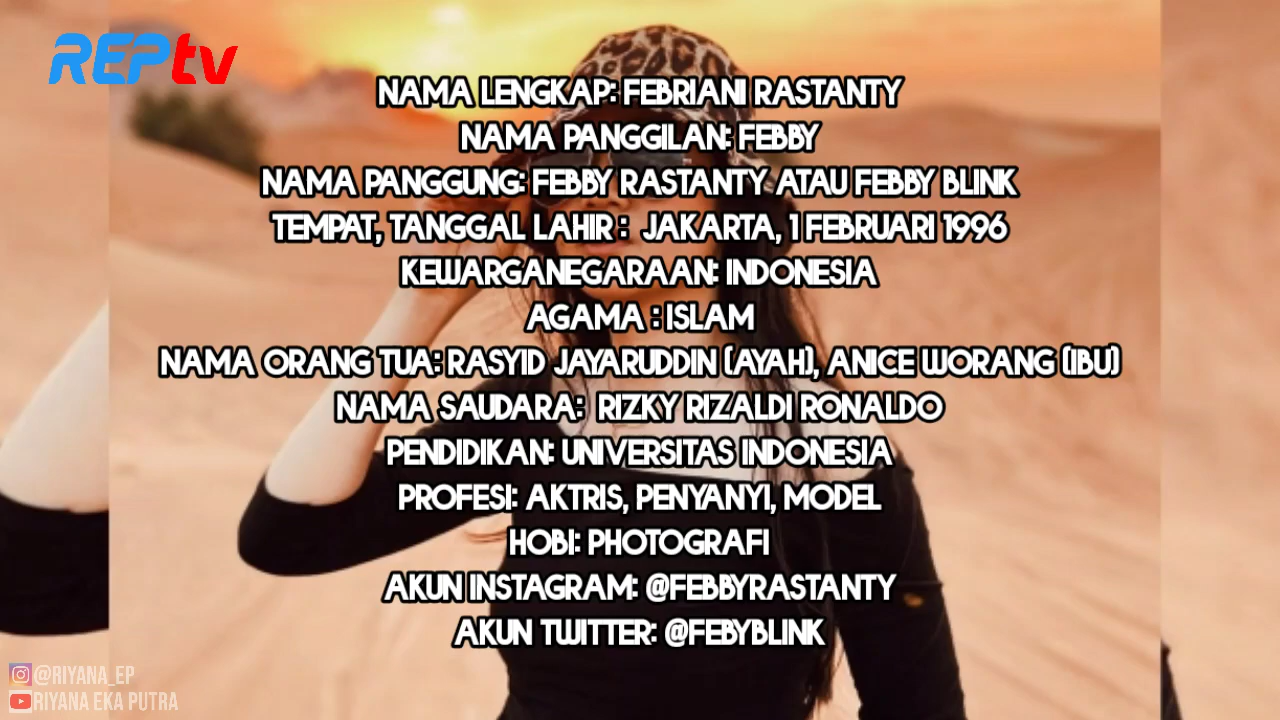 REPtv
NAMA LENGKAP: FEBRIANI RASTANTY
NAMA PANGGILAN: FEBBY
NAMA PANGGUNG: FEBBY RASTANTY ATAU FEBBY BLINK
TEMPAT, TANGGAL LAHIR : JAKARTA, 1 FEBRUARI 1996
KEWARGANEGARAAN: INDONESIA
AGAMA : ISLAM
NAMA ORANG TUA: RASYID JAYARUDDIN (AYAH), ANICE WORANG (IBU)
NAMA SAUDARA: RIZKY RIZALDI RONALDO
PENDIDIKAN: UNIVERSITAS INDONESIA
PROFESI: AKTRIS, PENYANYI, MODEL
HOBI: PHOTOGRAFI
AKUN INSTAGRAM: @FEBBYRASTANTY
AKUN TWITTER: @FEBYBLINK
@RIYANA_EP
RIYANA EKA PUTRA